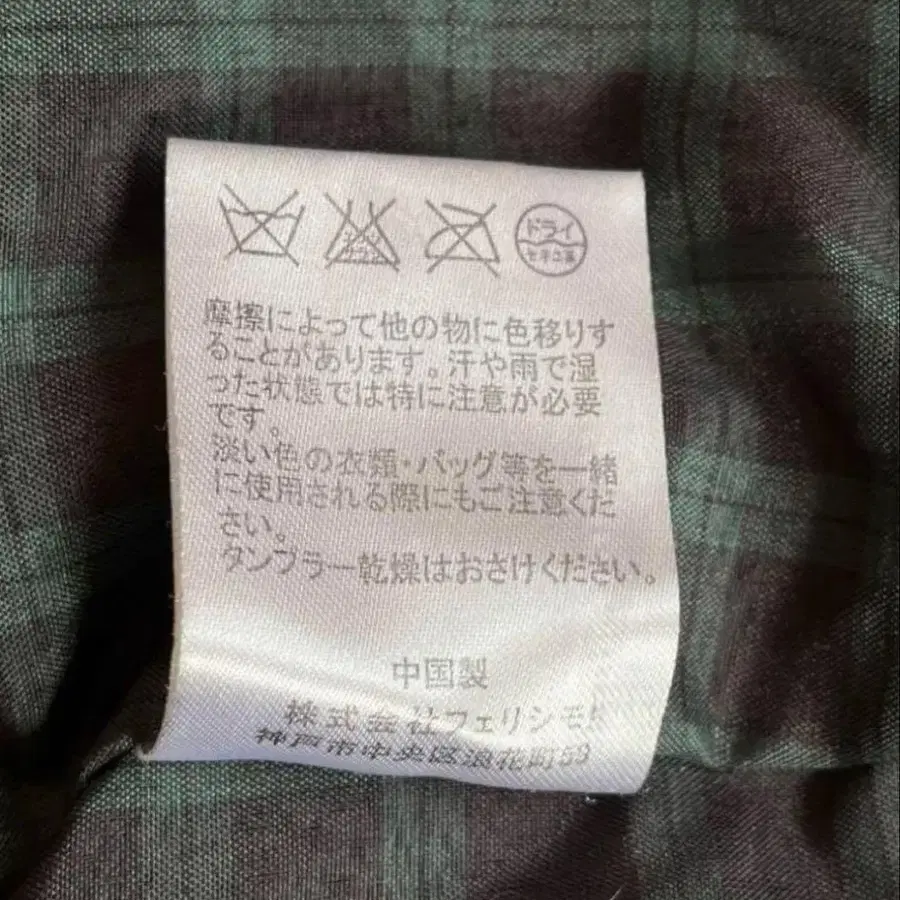 エンソサラシ
ドライ
セキユ系
摩擦によって他の物に色移りす
ることがあります。汗や雨で湿
った状態では特に注意が必要
です。
淡い色の衣類・バッグ等を一緒
に使用される際にもご注意くだ
さい。
タンブラー乾燥はおさけください。
中国製
株式会社フェリシモ
神戸市中央区浪花町59